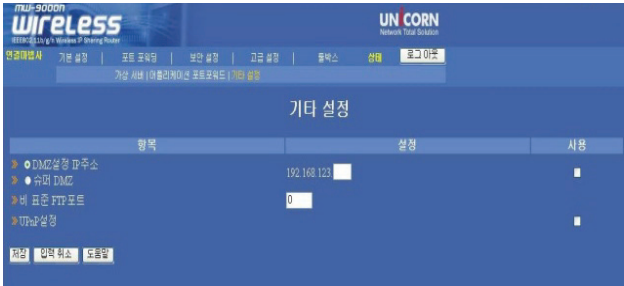 MW-9000n
Wireless
IEEE802.11b/g/n Wireless IP Sharing Router
UNICORN
Network Total Solution
연결마법사 기본 설정 | 포트 포워딩 | 보안 설정 | 고급 설정 | 툴박스 상태 로그아웃
가상 서버 | 어플리케이션 포트포워드 | 기타 설정
기타 설정
항목 설정 사용
DMZ설정 IP주소
슈퍼 DMZ
192.168.123.
비 표준 FTP포트 0
UPnP설정
저장 입력 취소 도움말